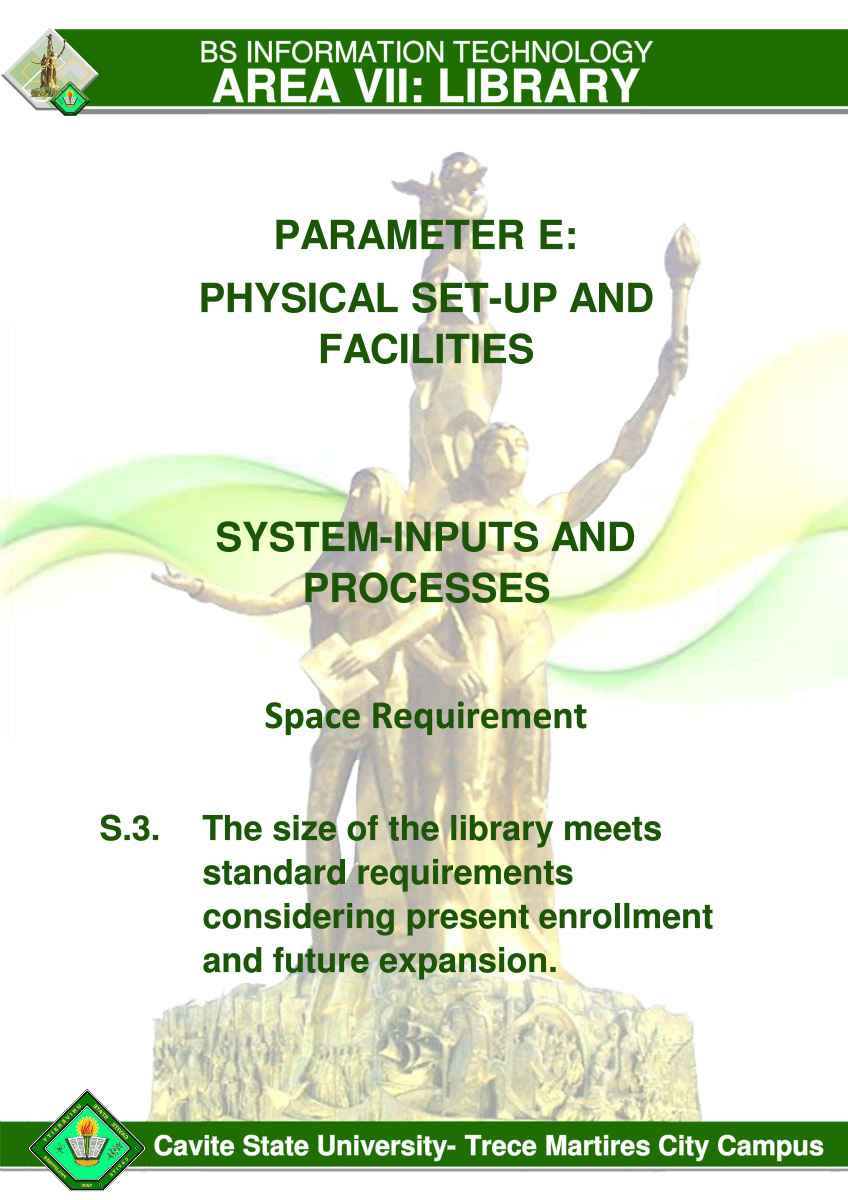 BS INFORMATION TECHNOLOGY
AREA VII: LIBRARY
PARAMETER E:
PHYSICAL SET-UP AND
FACILITIES
SYSTEM-INPUTS AND
PROCESSES
Space Requirement
S.3. The size of the library meets
standard requirements
considering present enrollment
and future expansion.
Cavite State University- Trece Martires City Campus